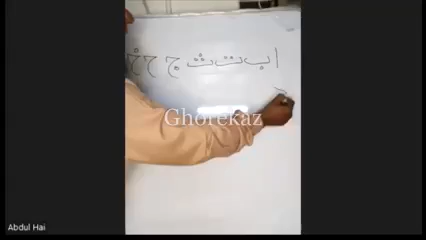 ا ب ت ث ج ح خ
Ghorekaz
Abdul Hai